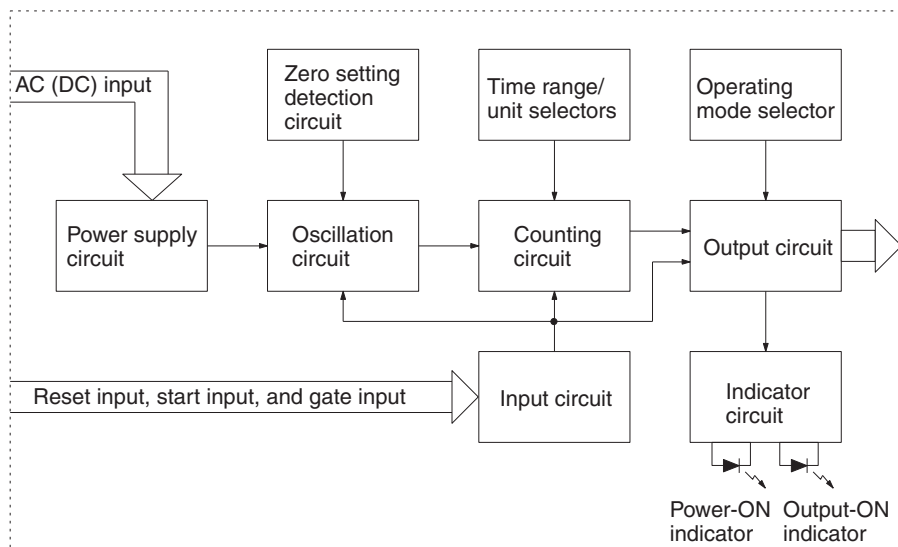 AC (DC) input
Zero setting
detection
circuit
Time range/
unit selectors
Operating
mode selector
Power supply
circuit
Oscillation
circuit
Counting
circuit
Output circuit
Reset input, start input, and gate input
Input circuit
Indicator
circuit
Power-ON
indicator
Output-ON
indicator